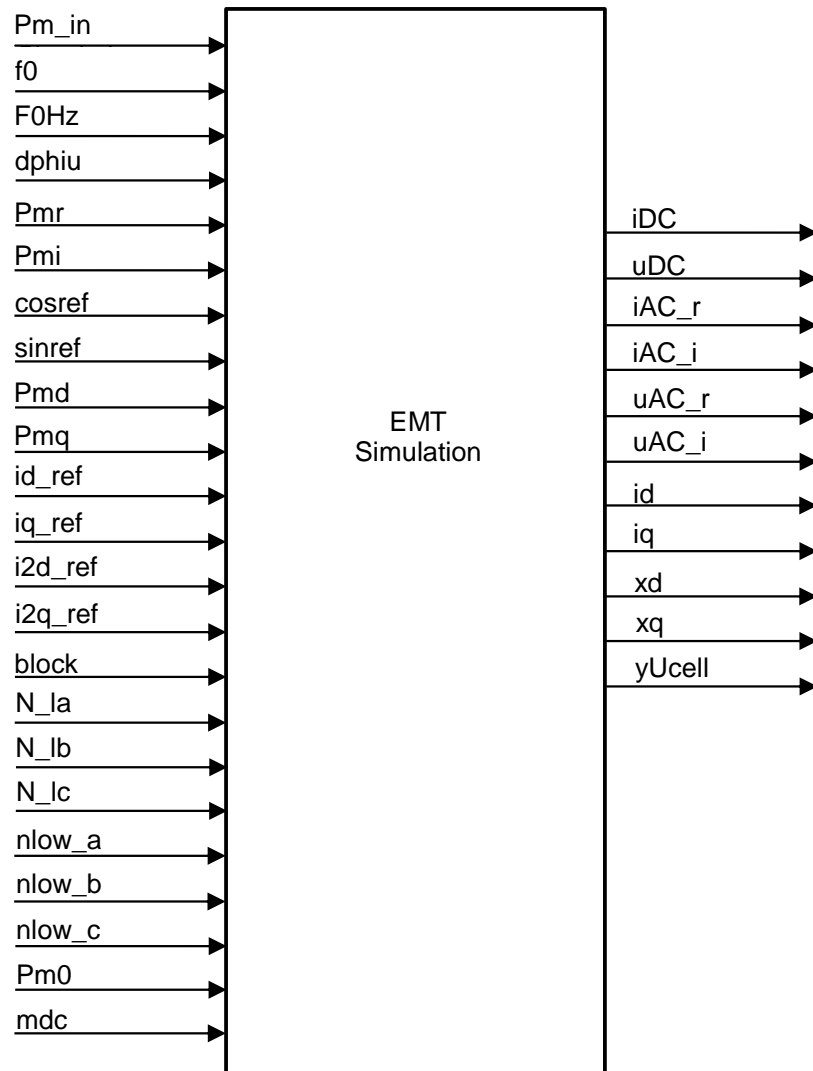 Pm_in
f0
F0Hz
dphiu
Pmr
Pmi
cosref
sinref
Pmd
Pmq
id_ref
iq_ref
i2d_ref
i2q_ref
block
N_la
N_lb
N_lc
nlow_a
nlow_b
nlow_c
Pm0
mdc
EMT
Simulation
iDC
uDC
iAC_r
iAC_i
uAC_r
uAC_i
id
iq
xd
xq
yUcell